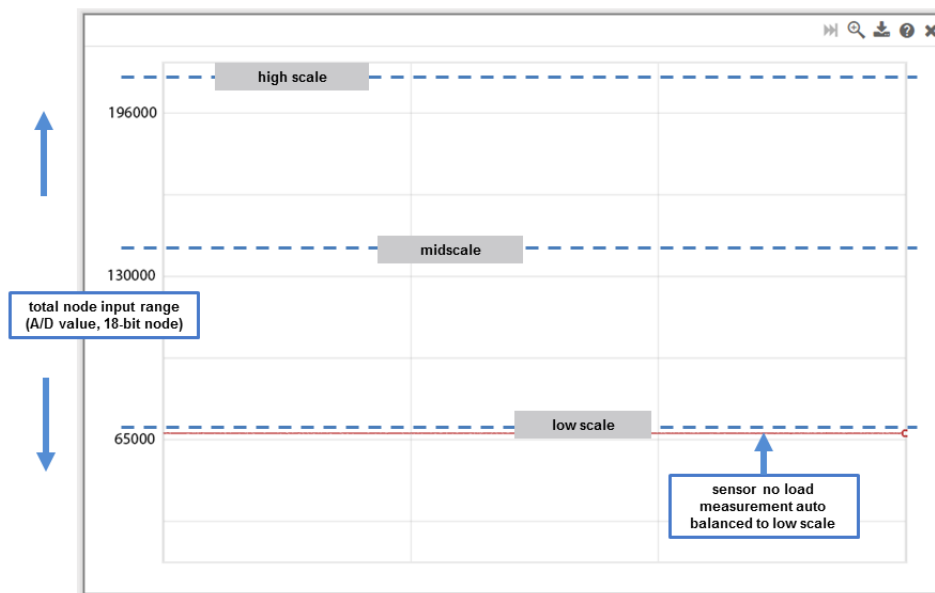 high scale
196000
midscale
130000
total node input range
(A/D value, 18-bit node)
low scale
65000
sensor no load
measurement auto
balanced to low scale